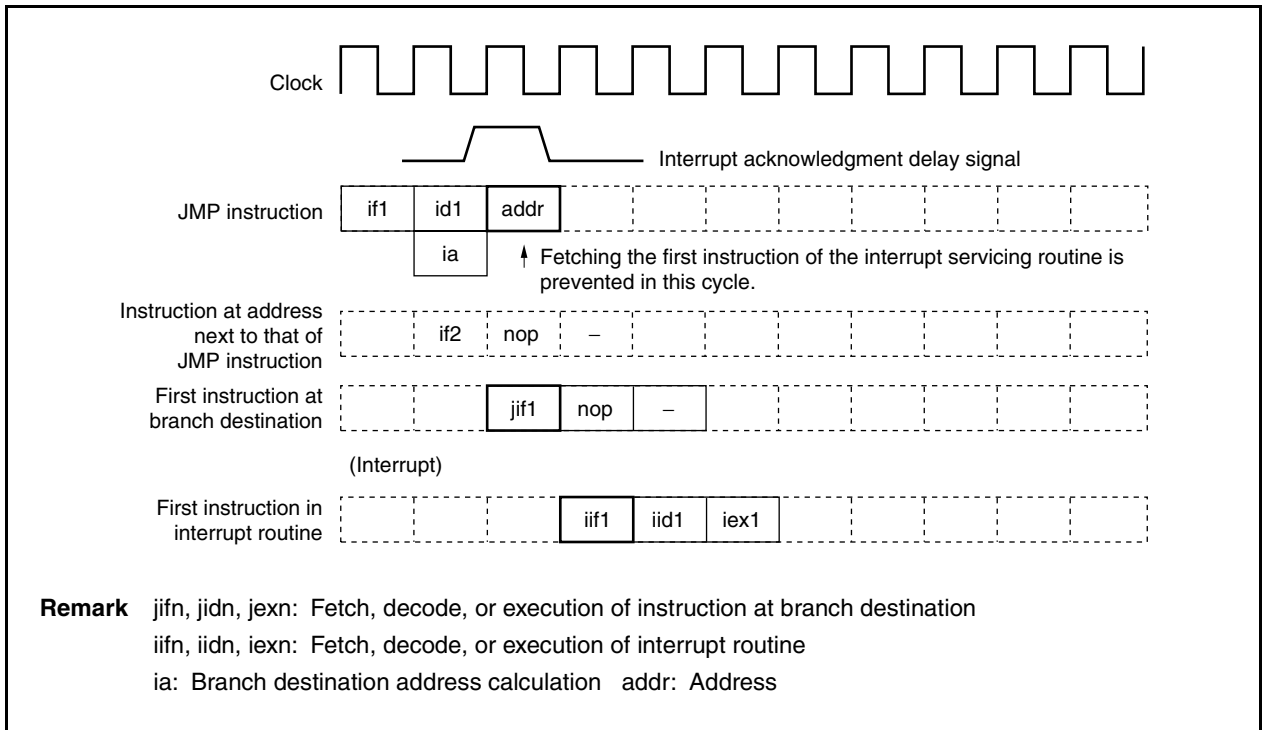 Clock
Interrupt acknowledgment delay signal
JMP instruction
if1 id1 addr
ia
Fetching the first instruction of the interrupt servicing routine is
prevented in this cycle.
Instruction at address
next to that of
JMP instruction
if2 nop –
First instruction at
branch destination
jif1 nop –
(Interrupt)
First instruction in
interrupt routine
iif1 iid1 iex1
Remark jifn, jidn, jexn: Fetch, decode, or execution of instruction at branch destination
iifn, iidn, iexn: Fetch, decode, or execution of interrupt routine
ia: Branch destination address calculation addr: Address